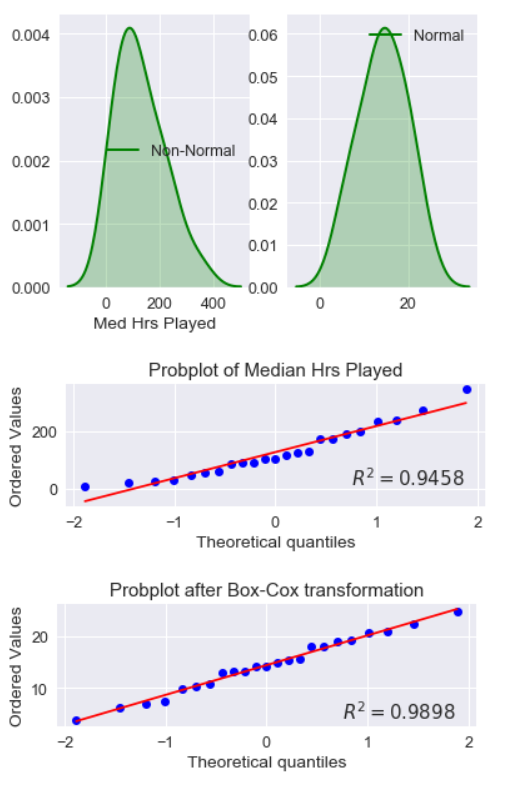 0.004
0.003
0.002
0.001
0.000
Non-Normal
0 200 400
Med Hrs Played
0.06
0.05
0.04
0.03
0.02
0.01
0.00
Normal
0 20
Probplot of Median Hrs Played
Ordered Values
200
0
R² = 0.9458
−2 −1 0 1 2
Theoretical quantiles
Probplot after Box-Cox transformation
Ordered Values
20
10
R² = 0.9898
−2 −1 0 1 2
Theoretical quantiles